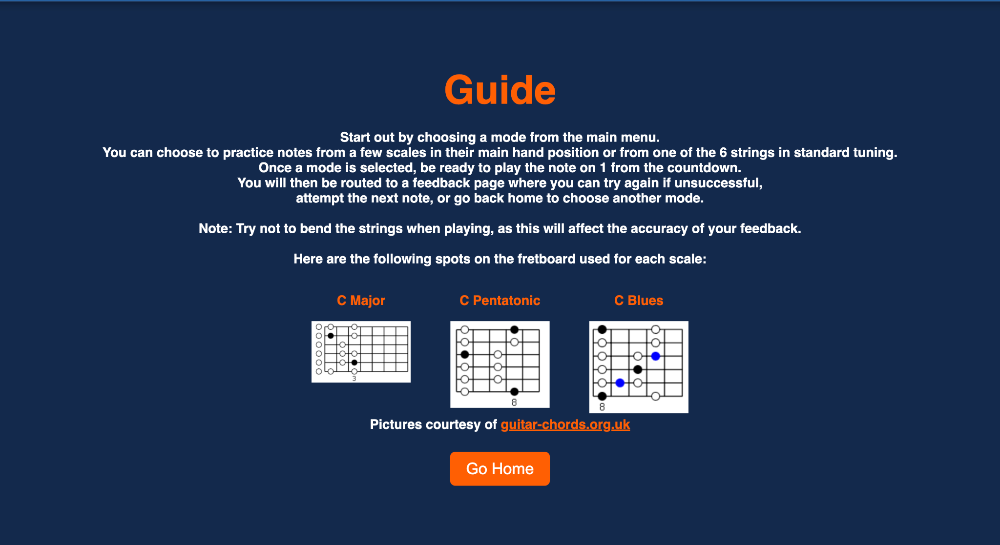 Guide
Start out by choosing a mode from the main menu.
You can choose to practice notes from a few scales in their main hand position or from one of the 6 strings in standard tuning.
Once a mode is selected, be ready to play the note on 1 from the countdown.
You will then be routed to a feedback page where you can try again if unsuccessful,
attempt the next note, or go back home to choose another mode.
Note: Try not to bend the strings when playing, as this will affect the accuracy of your feedback.
Here are the following spots on the fretboard used for each scale:
C Major
3
C Pentatonic
8
C Blues
8
Pictures courtesy of guitar-chords.org.uk
Go Home